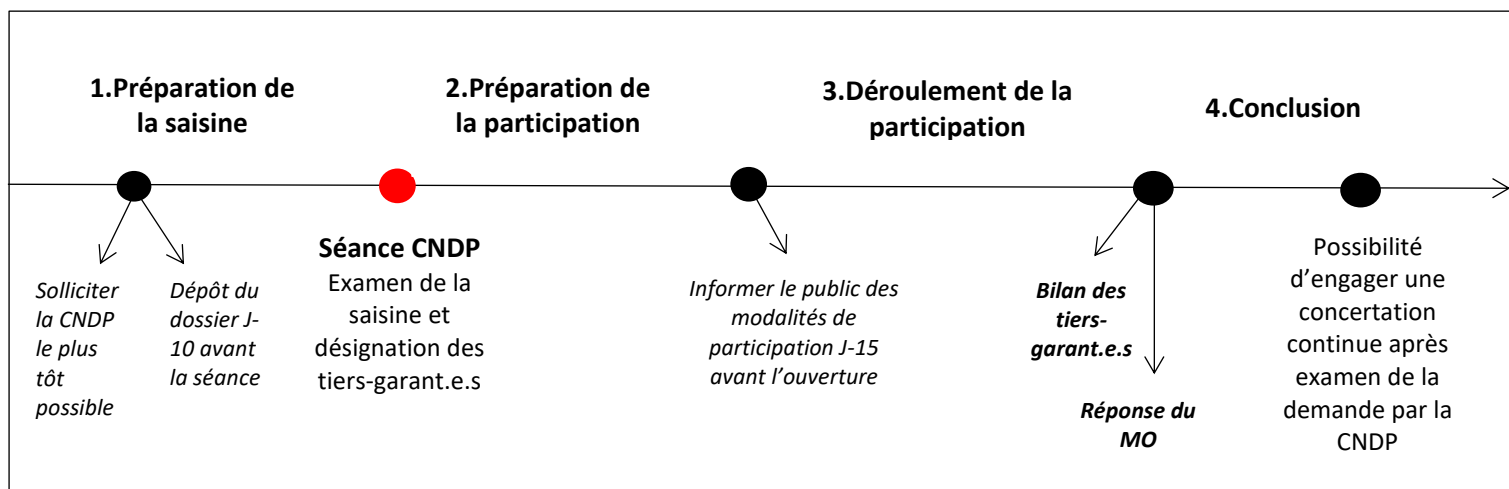 1.Préparation de
la saisine
2.Préparation de
la participation
3.Déroulement de la
participation
4.Conclusion
Solliciter
la CNDP
le plus
tôt
possible
Dépôt du
dossier J-
10 avant
la séance
Séance CNDP
Examen de la
saisine et
désignation des
tiers-garant.e.s
Informer le public des
modalités de
participation J-15
avant l’ouverture
Bilan des
tiers-
garant.e.s
Réponse du
MO
Possibilité
d’engager une
concertation
continue après
examen de la
demande par la
CNDP